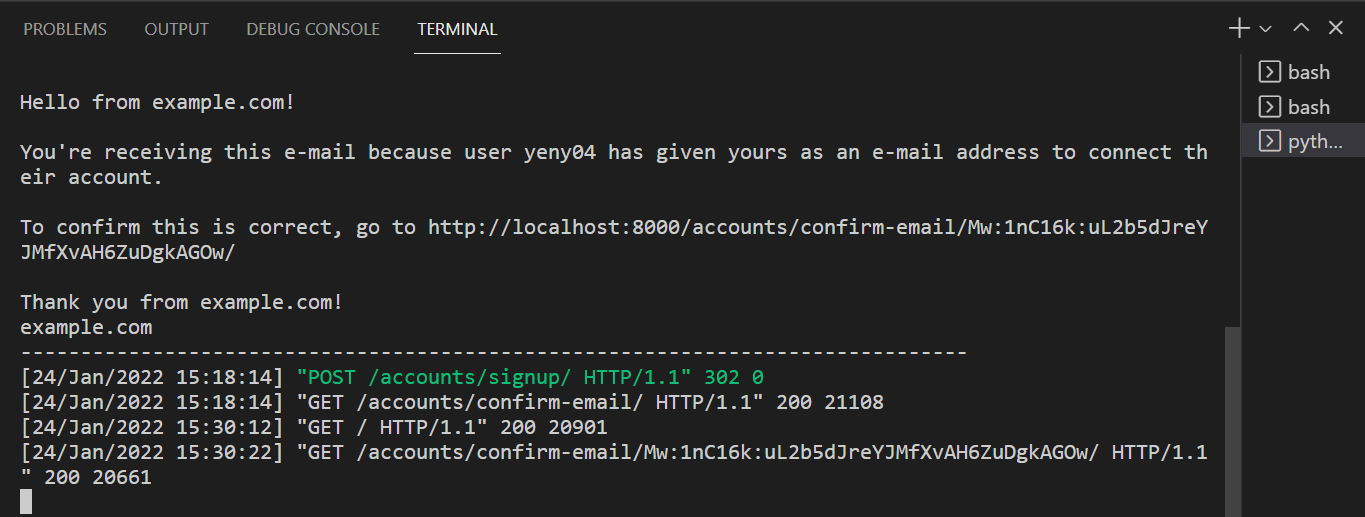 PROBLEMS OUTPUT DEBUG CONSOLE TERMINAL
bash
bash
pyth...
Hello from example.com!
You're receiving this e-mail because user yeny04 has given yours as an e-mail address to connect th
eir account.
To confirm this is correct, go to http://localhost:8000/accounts/confirm-email/Mw:1nC16k:uL2b5dJreY
JMfXvAH6ZuDgkAGOw/
Thank you from example.com!
example.com
-------------------------------------------------------------------------------
[24/Jan/2022 15:18:14] "POST /accounts/signup/ HTTP/1.1" 302 0
[24/Jan/2022 15:18:14] "GET /accounts/confirm-email/ HTTP/1.1" 200 21108
[24/Jan/2022 15:30:12] "GET / HTTP/1.1" 200 20901
[24/Jan/2022 15:30:22] "GET /accounts/confirm-email/Mw:1nC16k:uL2b5dJreYJMfXvAH6ZuDgkAGOw/ HTTP/1.1
" 200 20661